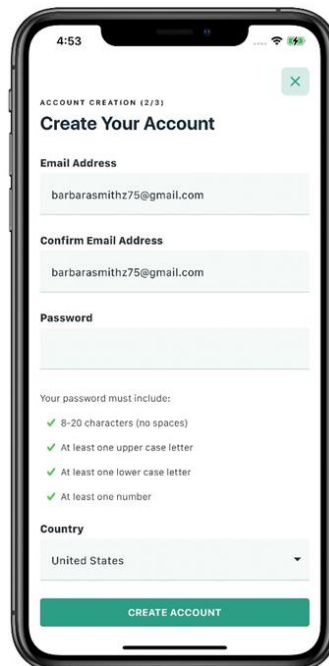 4:53
ACCOUNT CREATION (2/3)
Create Your Account
Email Address
barbarasmithz75@gmail.com
Confirm Email Address
barbarasmithz75@gmail.com
Password
Your password must include:
8-20 characters (no spaces)
At least one upper case letter
At least one lower case letter
At least one number
Country
United States
CREATE ACCOUNT